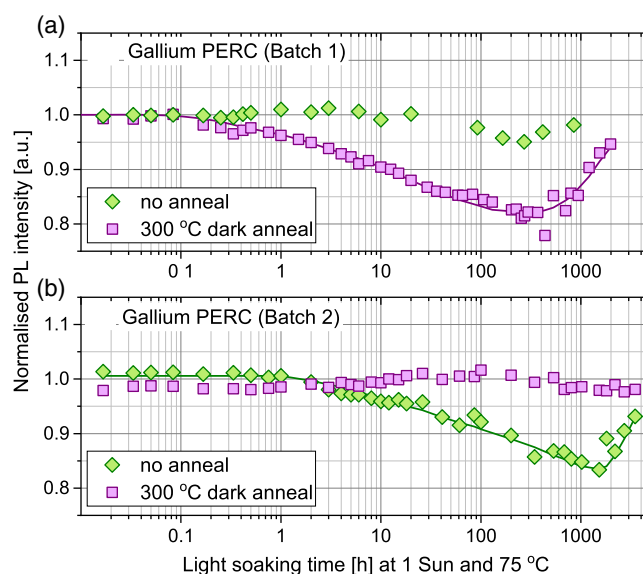 (a)
Gallium PERC (Batch 1)
1.1
1.0
0.9
0.8
no anneal
300 °C dark anneal
0.1 1 10 100 1000
(b)
Gallium PERC (Batch 2)
1.1
1.0
0.9
0.8
no anneal
300 °C dark anneal
0.1 1 10 100 1000
Normalised PL intensity [a.u.]
Light soaking time [h] at 1 Sun and 75 °C